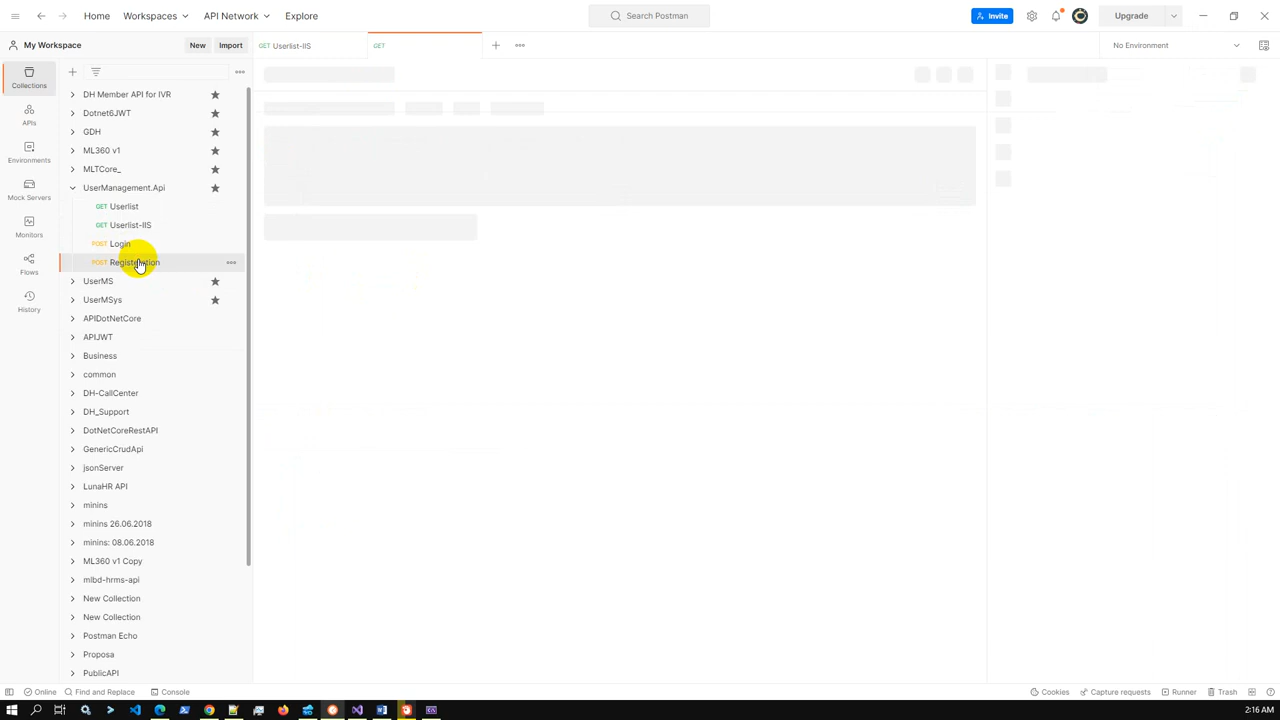 Home
Workspaces
API Network
Explore
Search Postman
Invite
Upgrade
My Workspace
New
Import
GET Userlist-IIS
GET
No Environment
Collections
APIs
Environments
Mock Servers
Monitors
Flows
History
DH Member API for IVR
Dotnet6JWT
GDH
ML360 v1
MLTCore_
UserManagement.Api
GET Userlist
GET Userlist-IIS
POST Login
POST Registration
UserMS
UserMSys
APIDotNetCore
APIJWT
Business
common
DH-CallCenter
DH_Support
DotNetCoreRestAPI
GenericCrudApi
jsonServer
LunaHR API
minins
minins 26.06.2018
minins: 08.06.2018
ML360 v1 Copy
mlbd-hrms-api
New Collection
New Collection
Postman Echo
Proposa
PublicAPI
Online
Find and Replace
Console
Cookies
Capture requests
Runner
Trash
2:16 AM